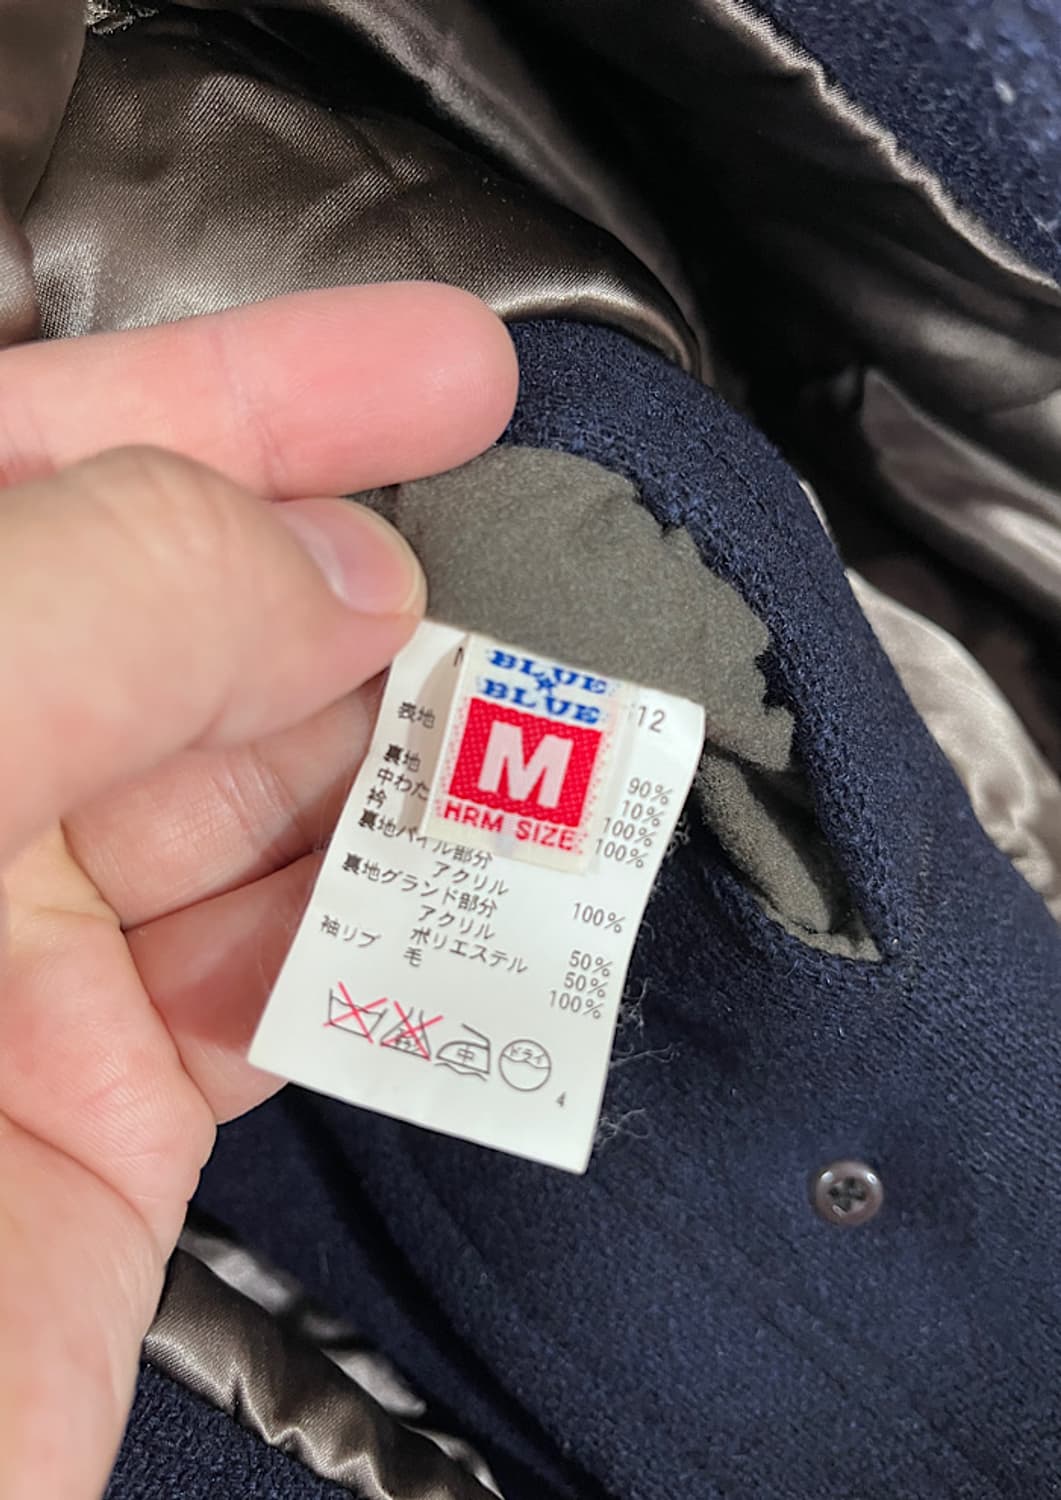 BLUE
BLUE
M
HRM SIZE
12
表地
90%
10%
裏地 100%
中わた 100%
衿
裏地パイル部分
アクリル 100%
裏地グランド部分
アクリル 50%
ポリエステル 50%
袖リブ 毛 100%
中
ドライ
4